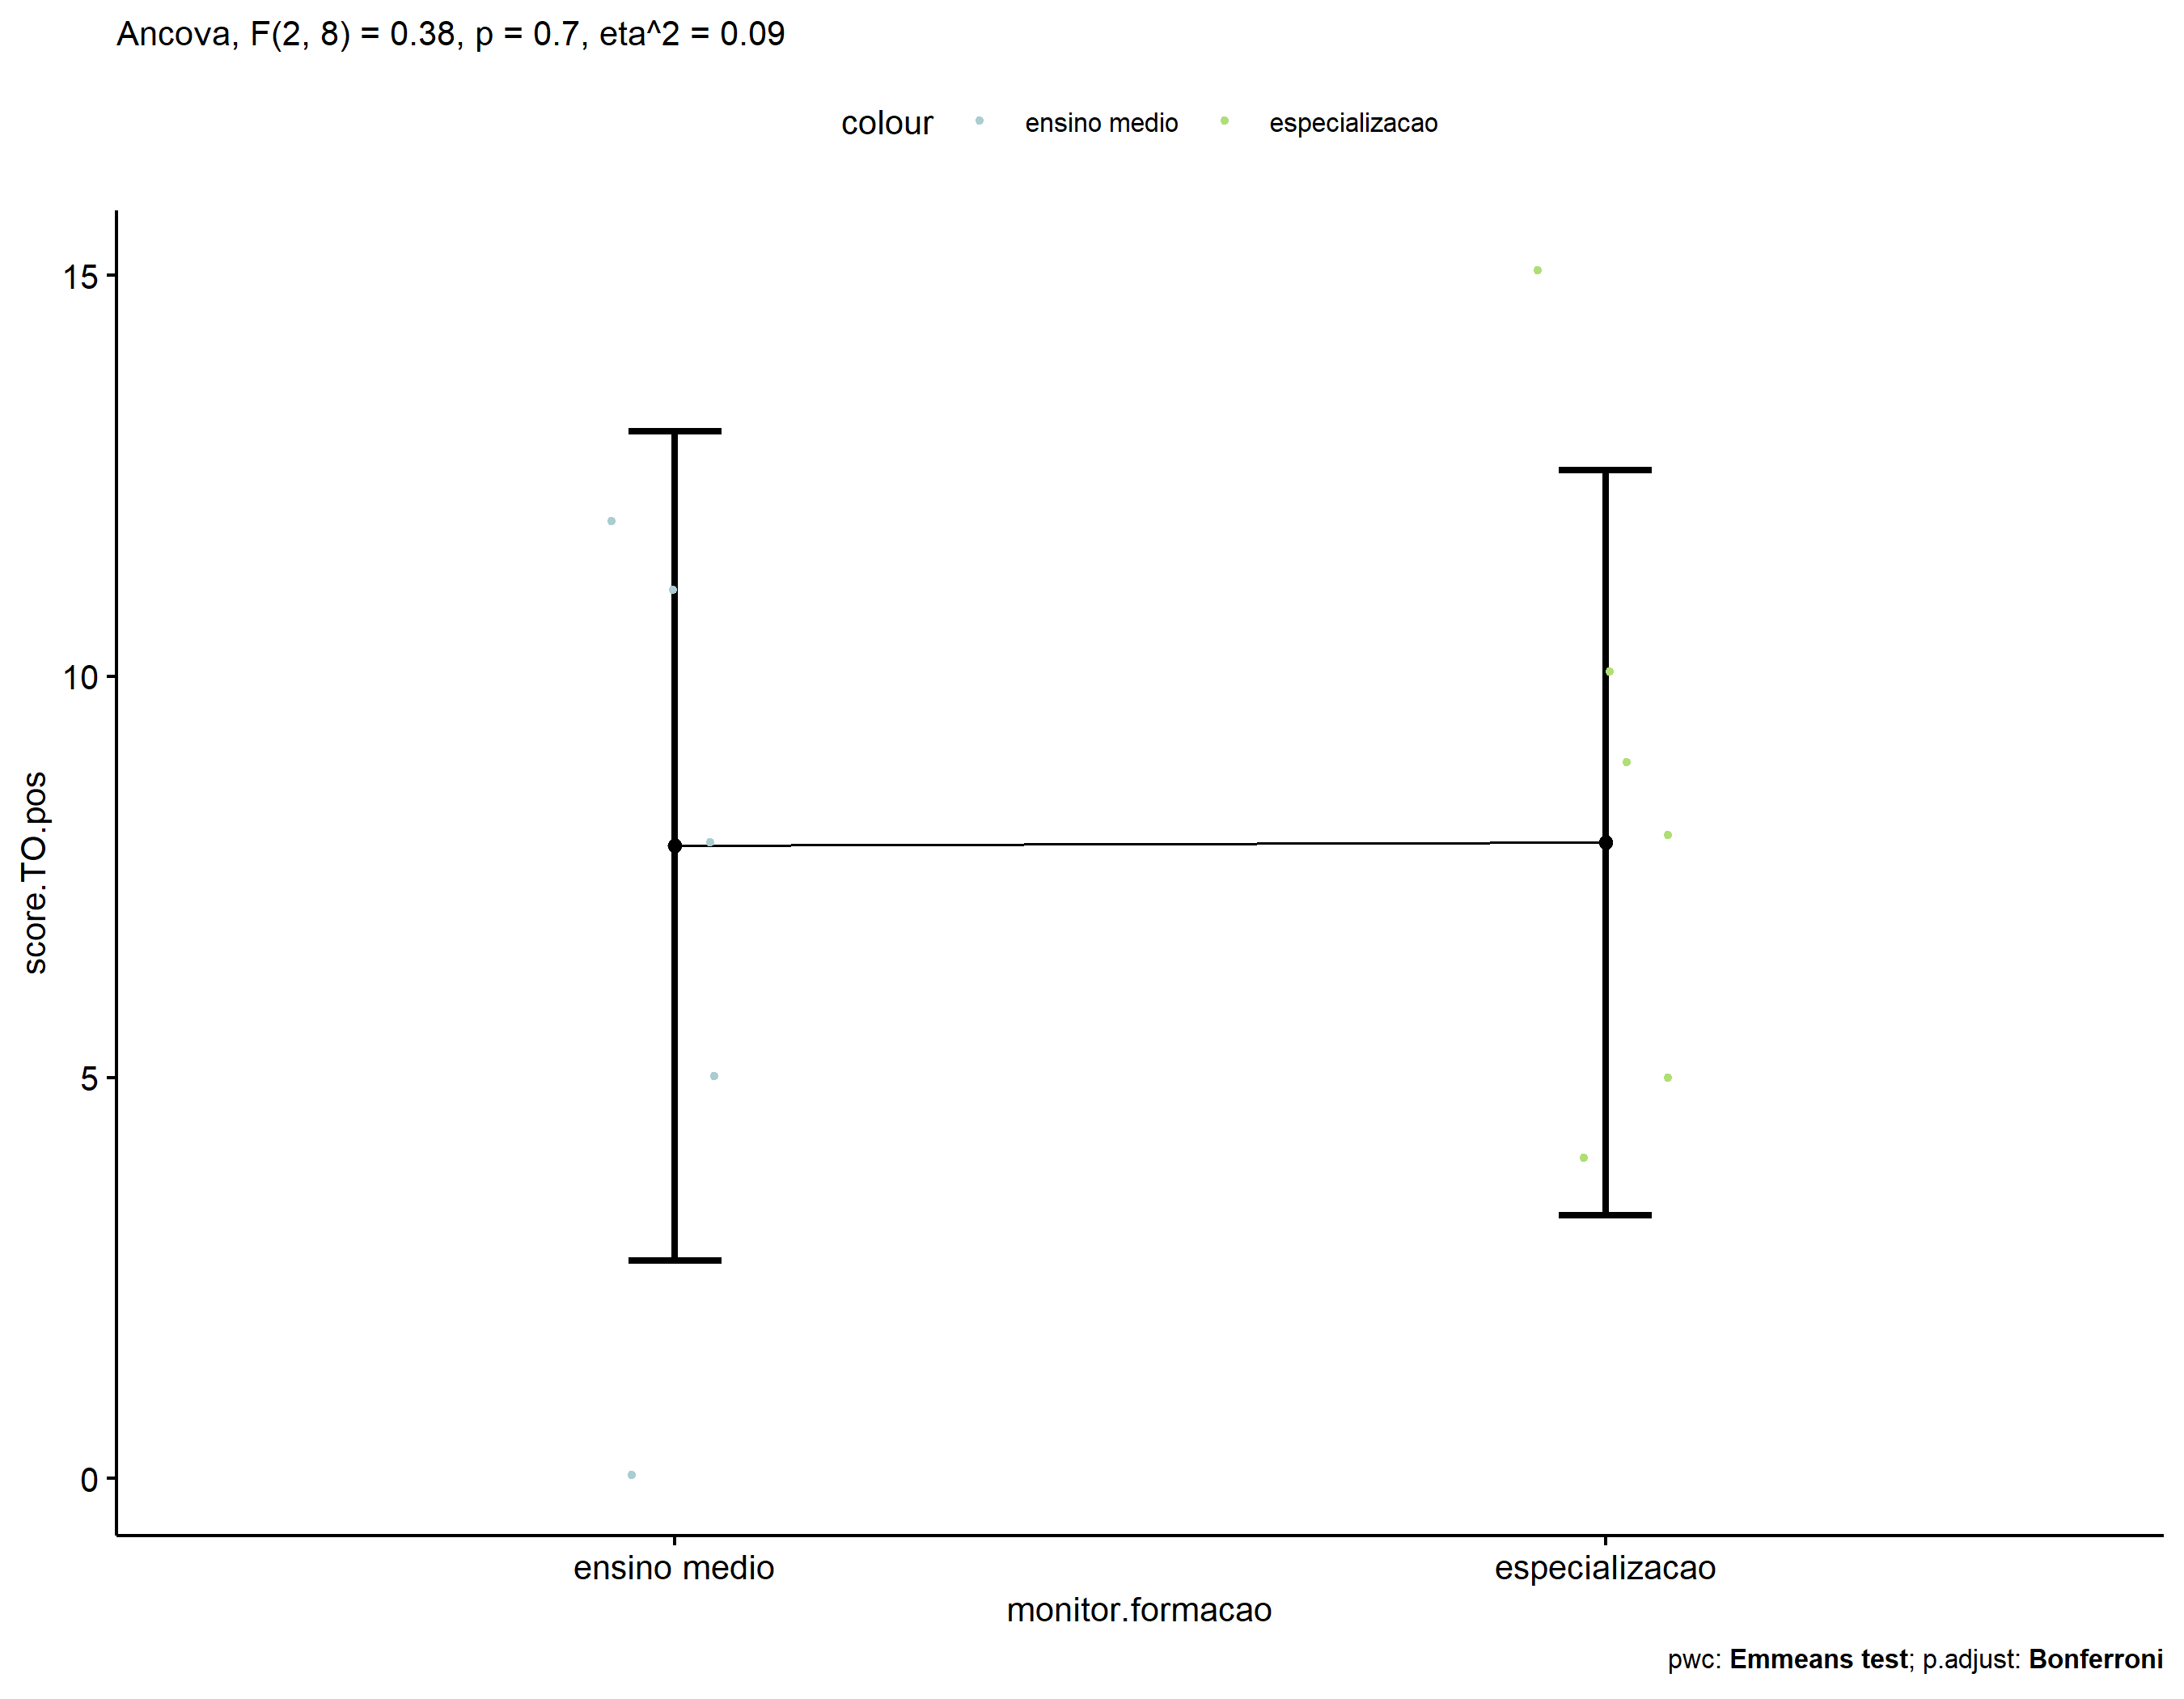 Ancova, F(2, 8) = 0.38, p = 0.7, eta^2 = 0.09
colour ensino medio especializacao
15
10
5
0
score.TO.pos
ensino medio especializacao
monitor.formacao
pwc: Emmeans test; p.adjust: Bonferroni